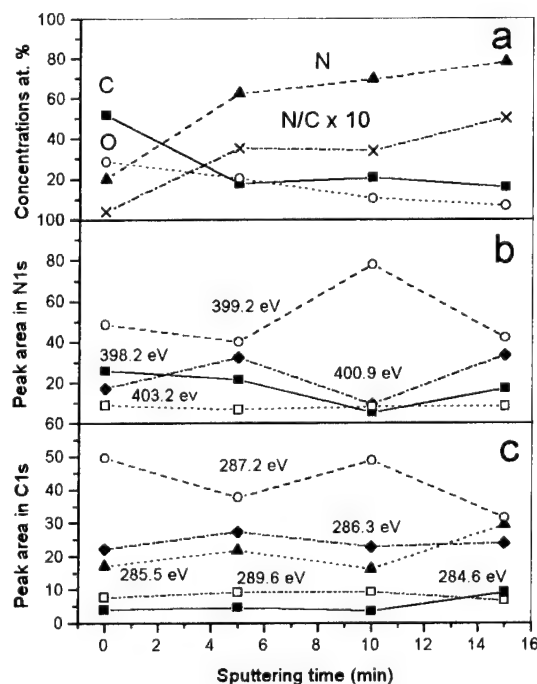 Concentrations at. %
100
80
60
40
20
a
N
C
N/C x 10
O
Peak area in N1s
100
80
60
40
20
b
399.2 eV
398.2 eV
400.9 eV
403.2 eV
Peak area in C1s
60
50
40
30
20
10
0
c
287.2 eV
286.3 eV
285.5 eV
289.6 eV
284.6 eV
0 2 4 6 8 10 12 14 16
Sputtering time (min)